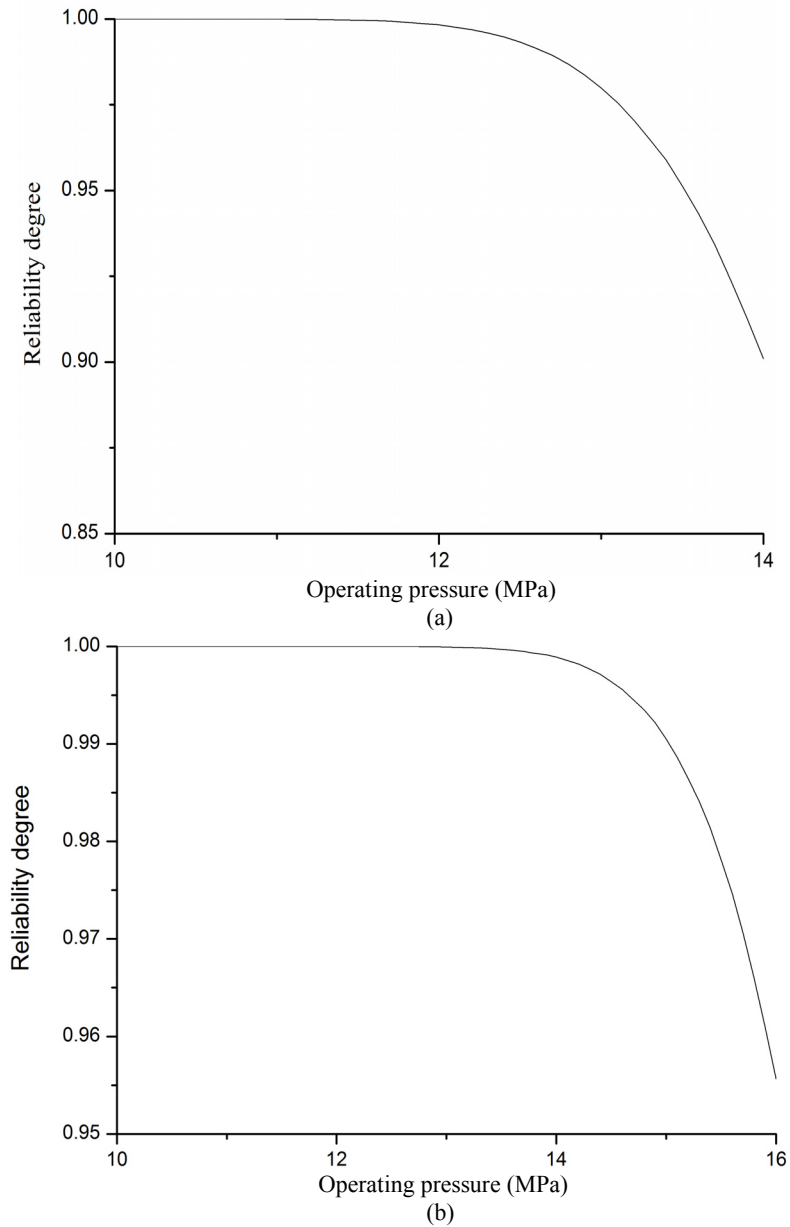 1.00
0.95
0.90
0.85
Reliability degree
10
12
14
Operating pressure (MPa)
(a)
1.00
0.99
0.98
0.97
0.96
0.95
Reliability degree
10
12
14
16
Operating pressure (MPa)
(b)